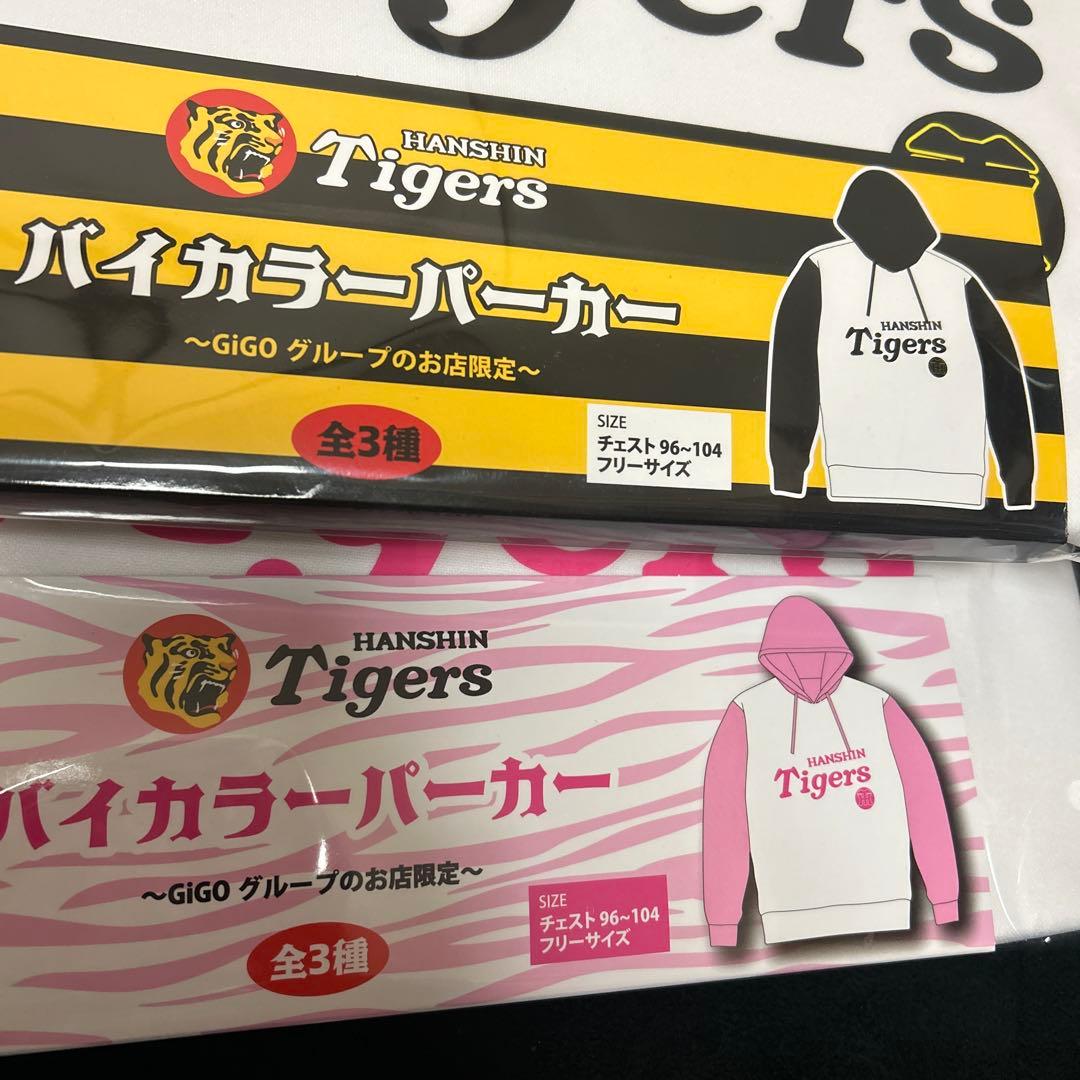 gers
HANSHIN
Tigers
バイカラーパーカー
～GiGO グループのお店限定～
全3種
SIZE
チェスト 96~104
フリーサイズ
HANSHIN
Tigers
HANSHIN
Tigers
バイカラーパーカー
～GiGO グループのお店限定～
全3種
SIZE
チェスト 96~104
フリーサイズ
HANSHIN
Tigers